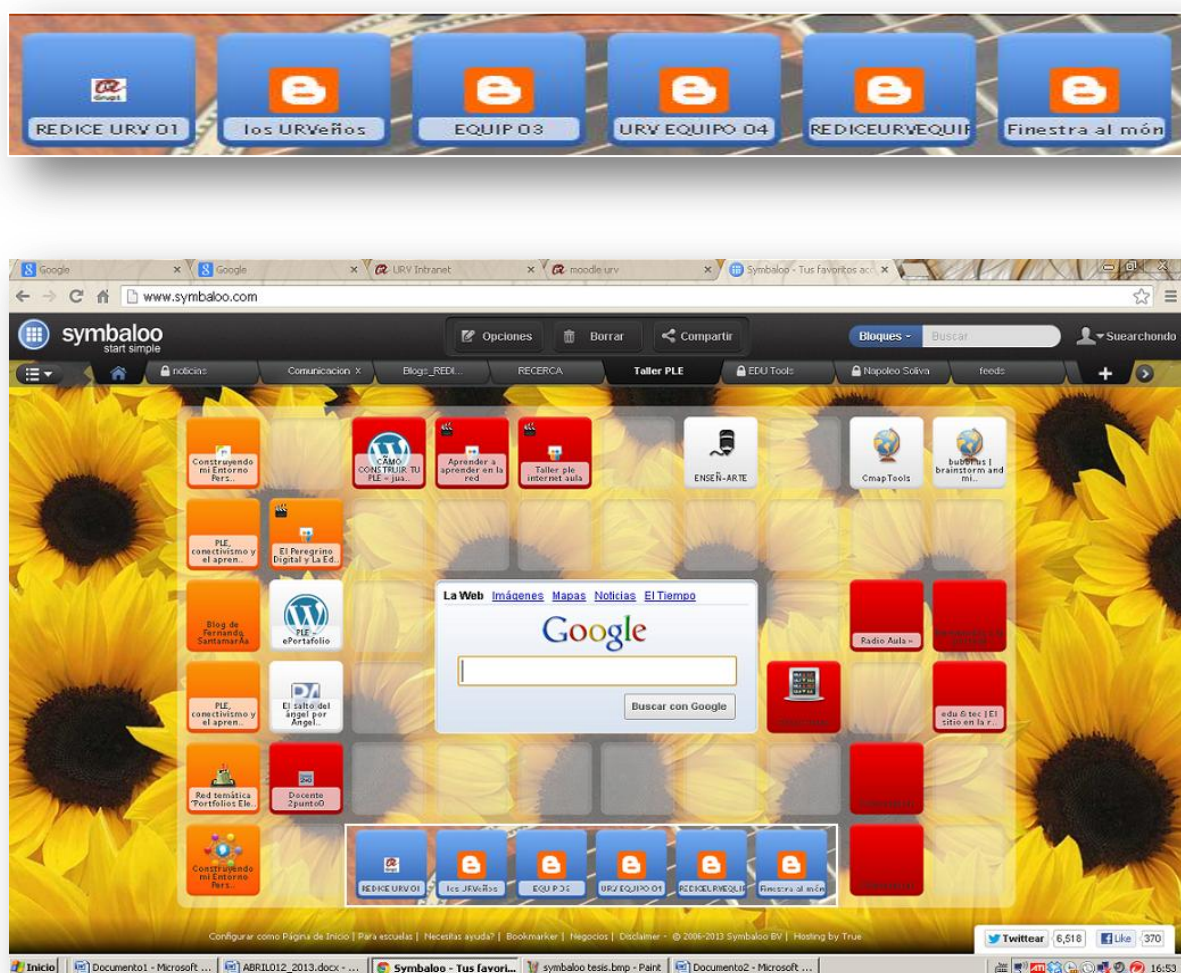 REDICE URV 01
los URVeños
EQUIP 03
URV EQUIPO 04
REDICEURVEQUIP
Finestra al món
Google
Google
URV Intranet
moodle urv
Symbaloo - Tus favoritos acc
www.symbaloo.com
symbaloo
start simple
Opciones
Borrar
Compartir
Bloques
Buscar
Suearchondo
noticias
Comunicacion x
Blogs_REDI...
RECERCA
Taller PLE
EDU Tools
Napoleo Soliva
feeds
Construyendo
mi Entorno
Pers..
CÃMO
CONSTRUIR TU
PLE « jua..
Aprender a
aprender en la
red
Taller ple
internet aula
ENSEÑ-ARTE
CmapTools
bubbl.us |
brainstorm and
mi..
PLE,
conectivismo y
el apren..
El Peregrino
Digital y La Ed..
Blog de
Fernando
SantamarÃa
PLE -
ePortafolio
La Web Imágenes Mapas Noticias El Tiempo
Google
Buscar con Google
Radio Aula »
PLE,
conectivismo y
el apren..
El salto del
ángel por
Ángel..
edu & tec | El
sitio en la r..
Red temática
"Portfolios Ele..
Docente
2punto0
Construyendo
mi Entorno
Pers..
REDICE URV 01
los URVeños
EQUIP 03
URV EQUIPO 04
REDICEURVEQUIP
Finestra al món
Configurar como Página de Inicio | Para escuelas | Necesitas ayuda? | Bookmarker | Negocios | Disclaimer - © 2006-2013 Symbaloo BV | Hosting by True
Twittear 6,518
Like 370
Inicio
Documento1 - Microsoft ...
ABRIL012_2013.docx - ...
Symbaloo - Tus favori...
symbaloo tesis.bmp - Paint
Documento2 - Microsoft ...
16:53